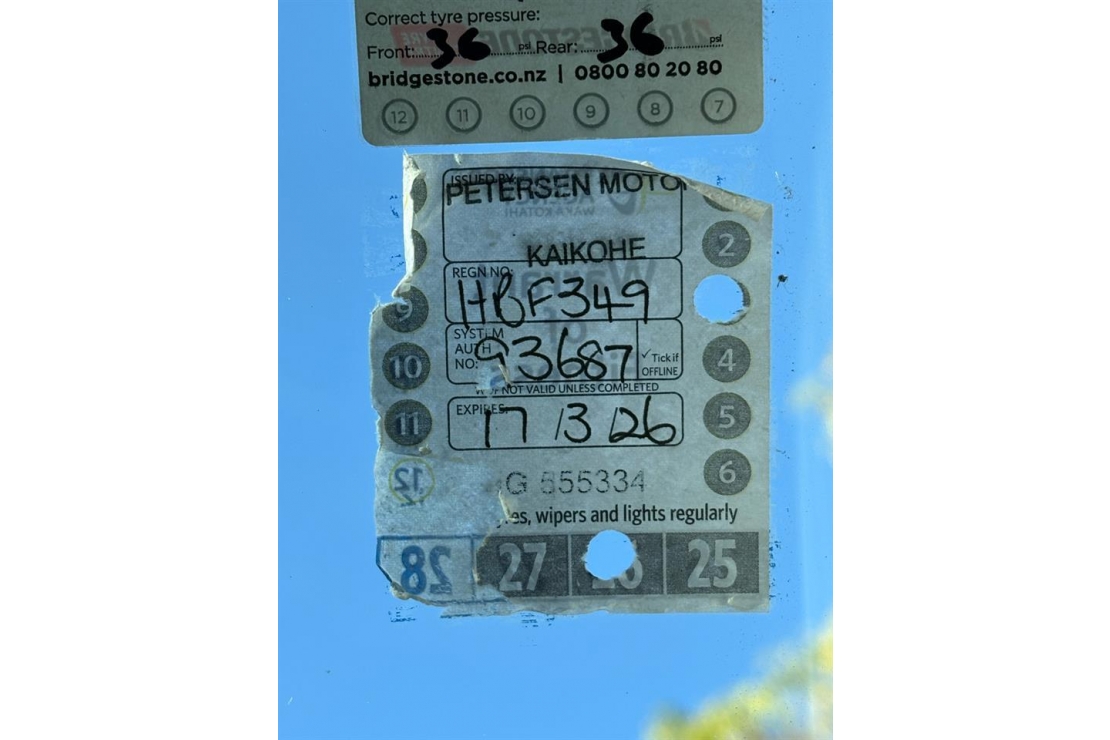 Correct tyre pressure:
Front: 36 psi Rear: 36 psi
bridgestone.co.nz | 0800 80 20 80
12 11 10 9 8 7
ISSUED BY:
PETERSEN MOTO
KAIKOHE
2
REGN NO:
HBF349
9
SYSTEM
AUTH
NO: 93687
✓ Tick if
OFFLINE
10
4
NOT VALID UNLESS COMPLETED
EXPIRES:
17/3/26
11
5
12
G 555334
6
wipers and lights regularly
28 27 26 25